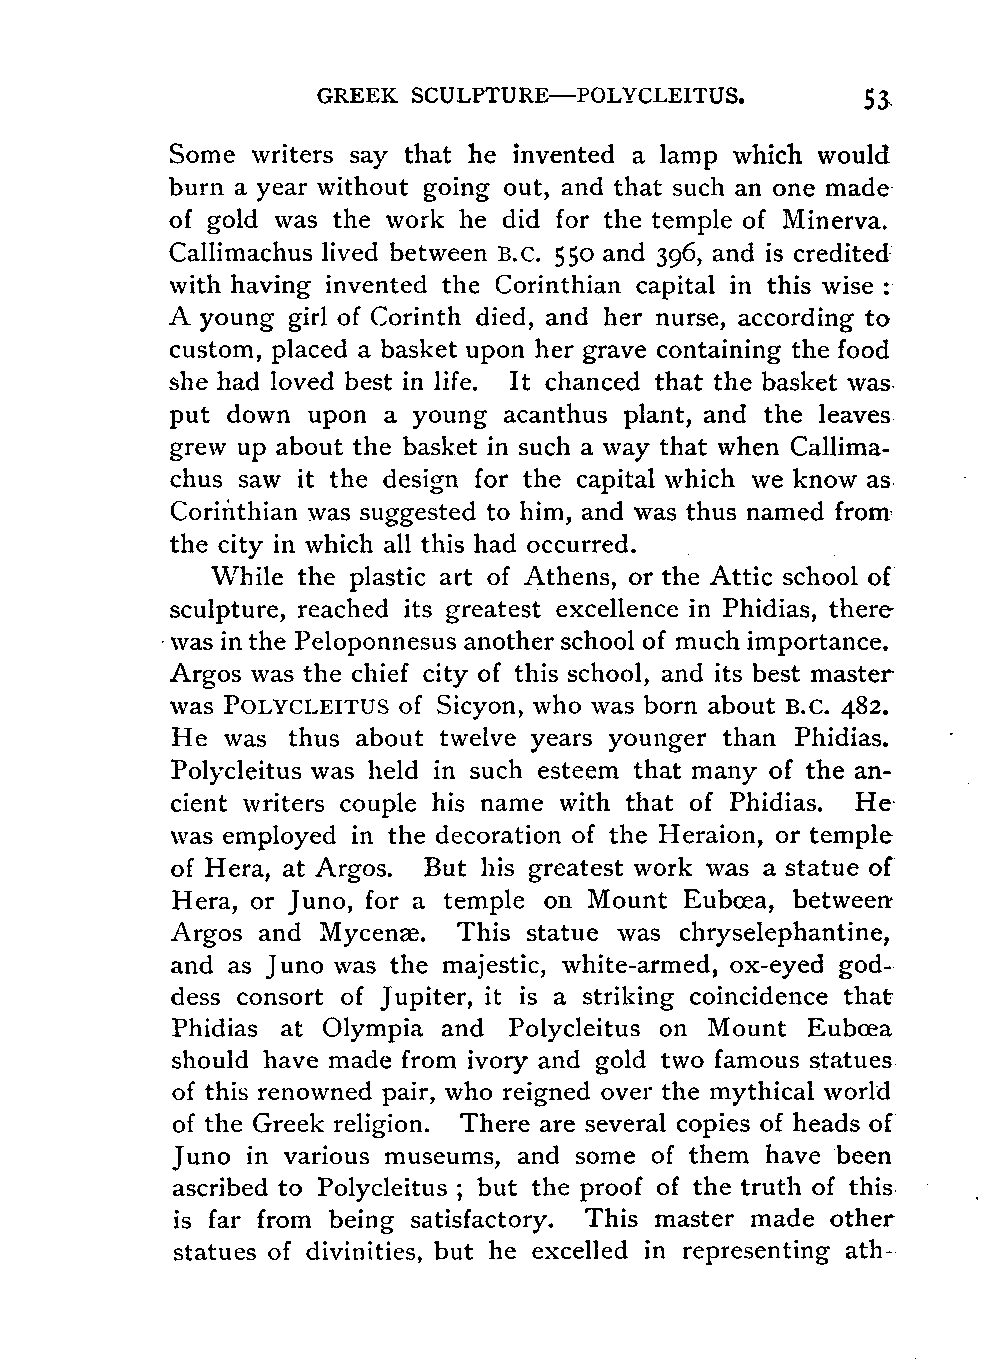 GREEK SCULPTURE—POLYCLEITUS. 53
Some writers say that he invented a lamp which would
burn a year without going out, and that such an one made
of gold was the work he did for the temple of Minerva.
Callimachus lived between B.C. 550 and 396, and is credited
with having invented the Corinthian capital in this wise :
A young girl of Corinth died, and her nurse, according to
custom, placed a basket upon her grave containing the food
she had loved best in life. It chanced that the basket was
put down upon a young acanthus plant, and the leaves
grew up about the basket in such a way that when Callima-
chus saw it the design for the capital which we know as
Corinthian was suggested to him, and was thus named from
the city in which all this had occurred.
While the plastic art of Athens, or the Attic school of
sculpture, reached its greatest excellence in Phidias, there
was in the Peloponnesus another school of much importance.
Argos was the chief city of this school, and its best master
was POLYCLEITUS of Sicyon, who was born about B.C. 482.
He was thus about twelve years younger than Phidias.
Polycleitus was held in such esteem that many of the an-
cient writers couple his name with that of Phidias. He
was employed in the decoration of the Heraion, or temple
of Hera, at Argos. But his greatest work was a statue of
Hera, or Juno, for a temple on Mount Eubœa, between
Argos and Mycenæ. This statue was chryselephantine,
and as Juno was the majestic, white-armed, ox-eyed god-
dess consort of Jupiter, it is a striking coincidence that
Phidias at Olympia and Polycleitus on Mount Eubœa
should have made from ivory and gold two famous statues
of this renowned pair, who reigned over the mythical world
of the Greek religion. There are several copies of heads of
Juno in various museums, and some of them have been
ascribed to Polycleitus ; but the proof of the truth of this
is far from being satisfactory. This master made other
statues of divinities, but he excelled in representing ath-